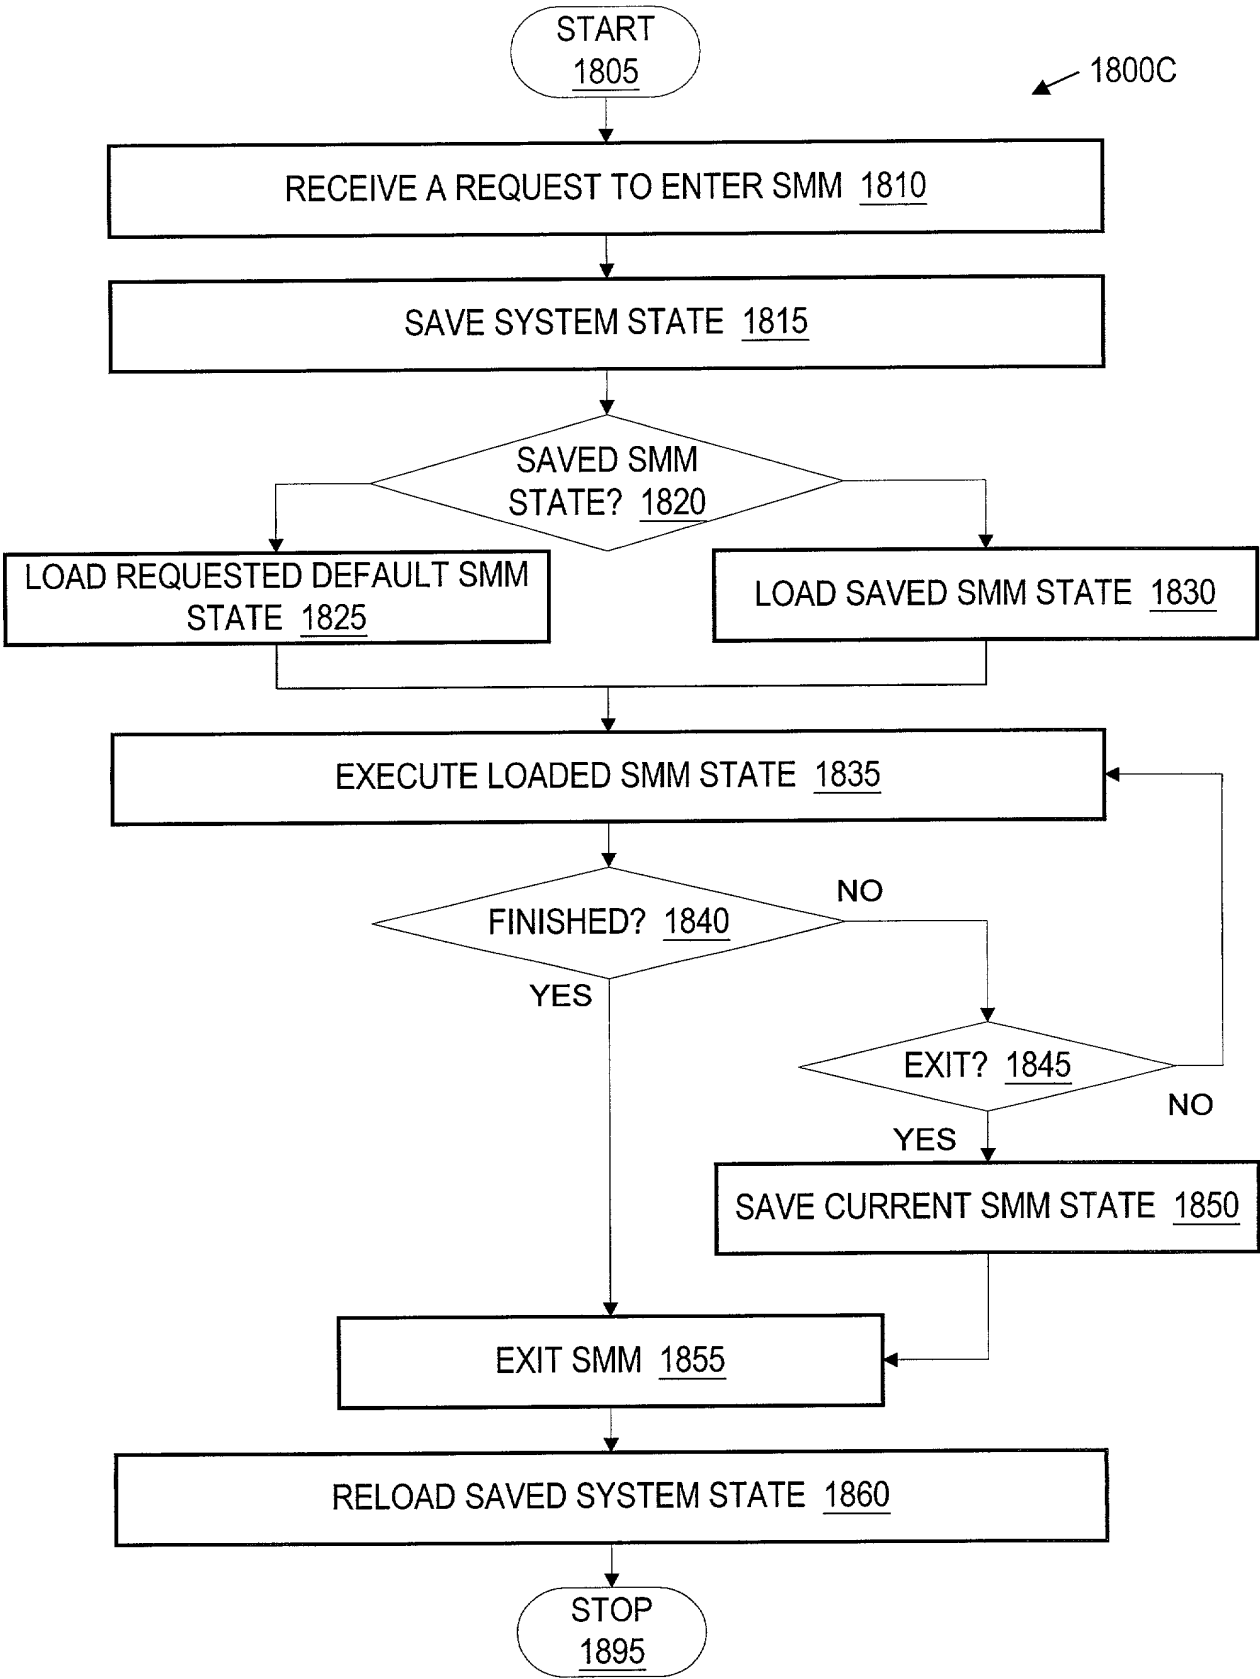 START
1805
1800C
RECEIVE A REQUEST TO ENTER SMM 1810
SAVE SYSTEM STATE 1815
SAVED SMM
STATE? 1820
LOAD REQUESTED DEFAULT SMM
STATE 1825
LOAD SAVED SMM STATE 1830
EXECUTE LOADED SMM STATE 1835
NO
FINISHED? 1840
YES
EXIT? 1845
NO
YES
SAVE CURRENT SMM STATE 1850
EXIT SMM 1855
RELOAD SAVED SYSTEM STATE 1860
STOP
1895